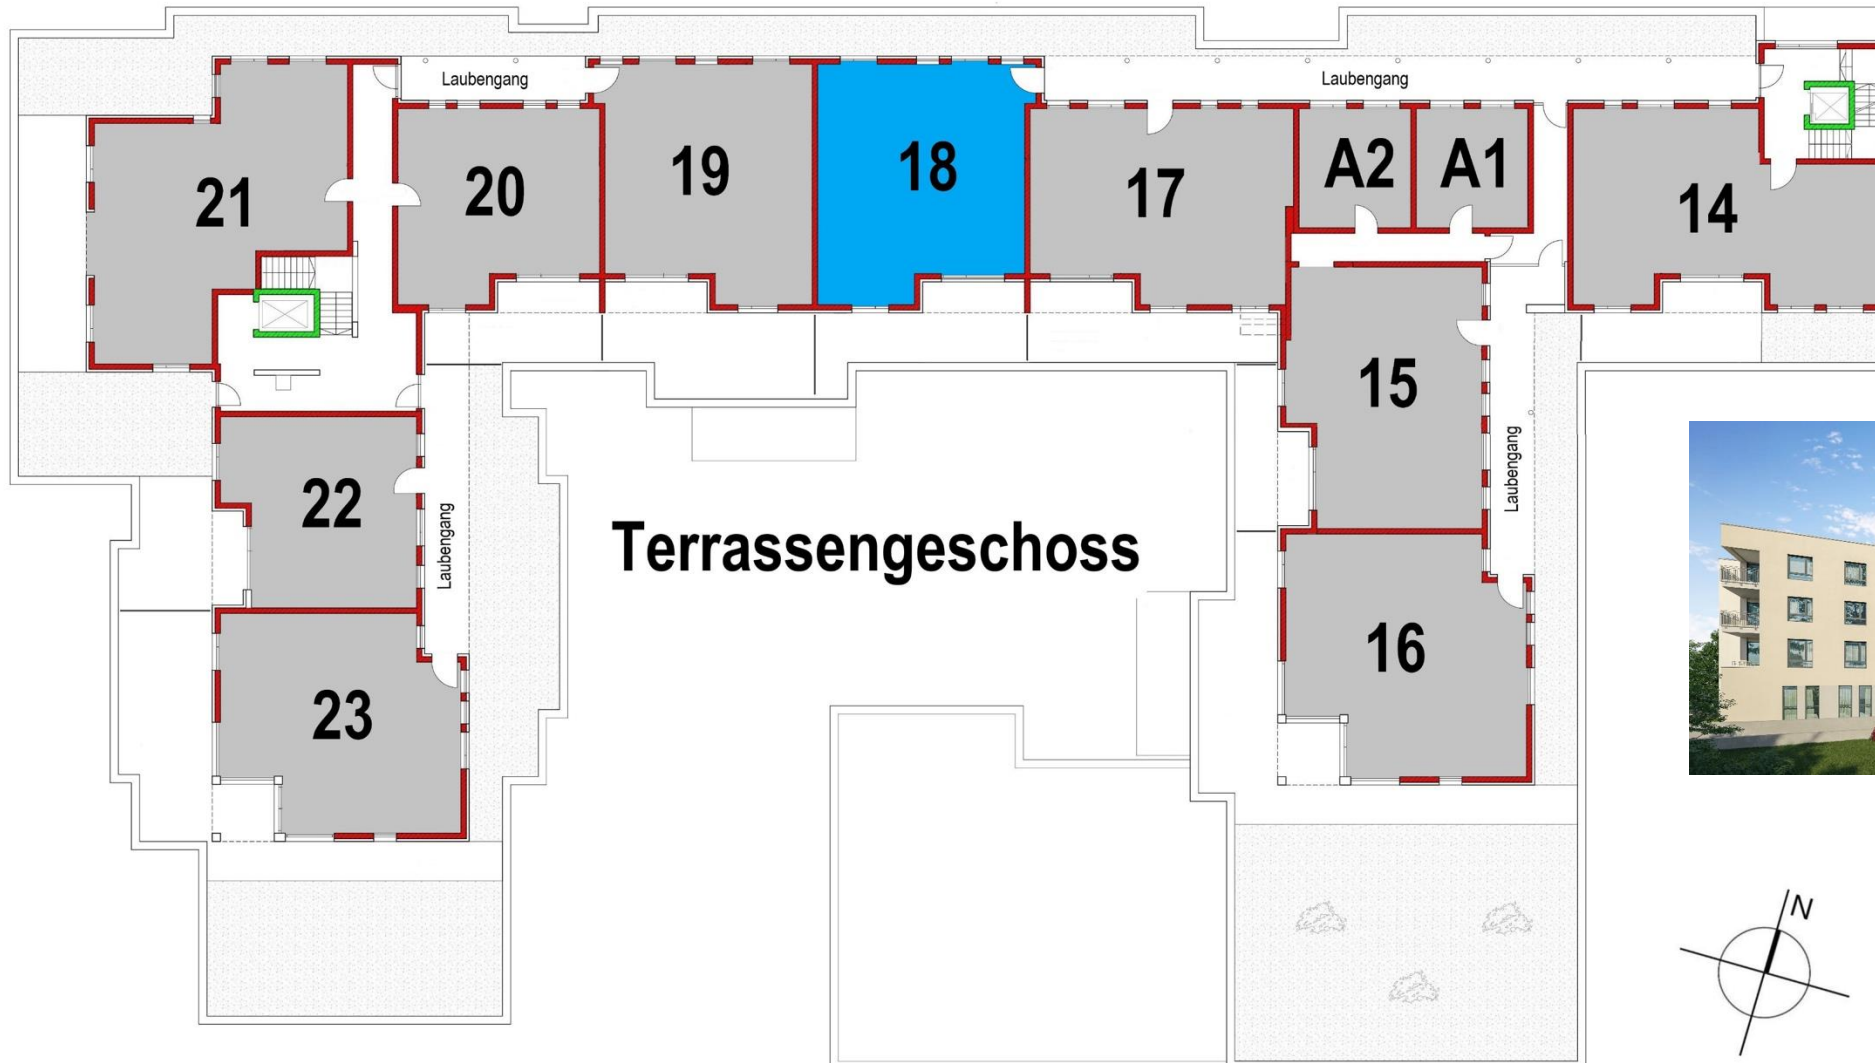 Laubengang
Laubengang
21
20
19
18
17
A2
A1
14
15
Laubengang
22
Laubengang
Terrassengeschoss
23
16
N